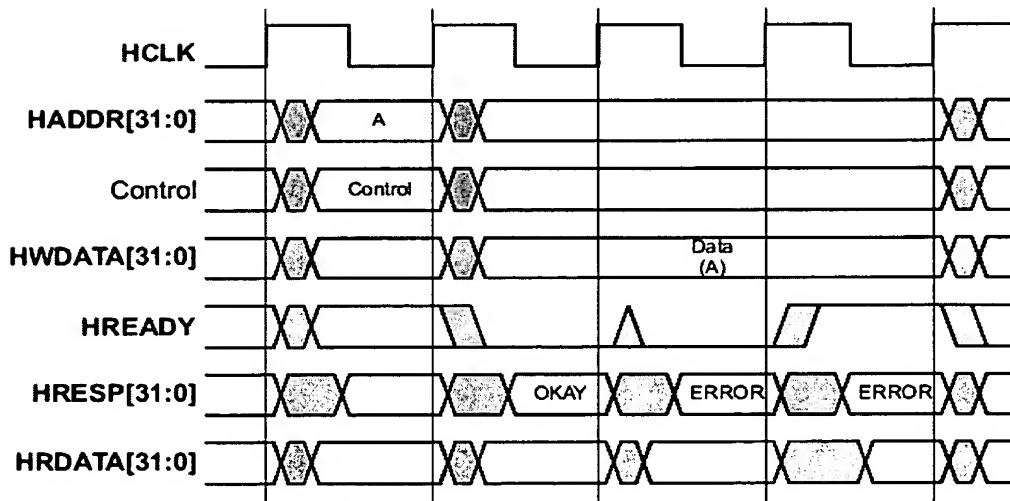 HCLK
HADDR[31:0] A
Control Control
HWDATA[31:0] Data
(A)
HREADY
HRESP[31:0] OKAY ERROR ERROR
HRDATA[31:0]